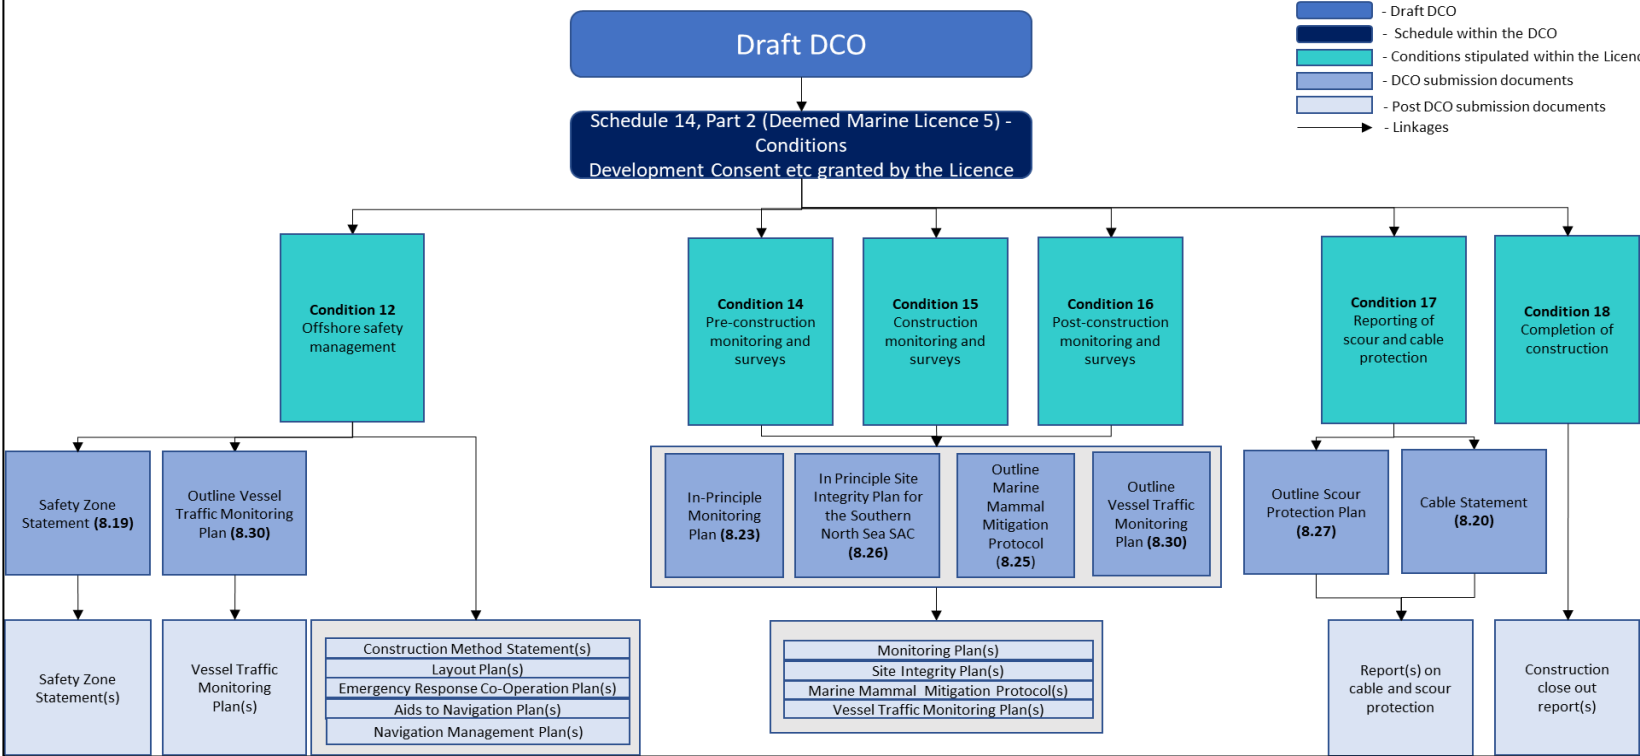 Draft DCO
- Draft DCO
- Schedule within the DCO
- Conditions stipulated within the Licenc
- DCO submission documents
- Post DCO submission documents
- Linkages
Schedule 14, Part 2 (Deemed Marine Licence 5) -
Conditions
Development Consent etc granted by the Licence
Condition 12
Offshore safety
management
Condition 14
Pre-construction
monitoring and
surveys
Condition 15
Construction
monitoring and
surveys
Condition 16
Post-construction
monitoring and
surveys
Condition 17
Reporting of
scour and cable
protection
Condition 18
Completion of
construction
Safety Zone
Statement (8.19)
Outline Vessel
Traffic Monitoring
Plan (8.30)
In-Principle
Monitoring
Plan (8.23)
In Principle Site
Integrity Plan for
the Southern
North Sea SAC
(8.26)
Outline
Marine
Mammal
Mitigation
Protocol
(8.25)
Outline
Vessel Traffic
Monitoring
Plan (8.30)
Outline Scour
Protection Plan
(8.27)
Cable Statement
(8.20)
Safety Zone
Statement(s)
Vessel Traffic
Monitoring
Plan(s)
Construction Method Statement(s)
Layout Plan(s)
Emergency Response Co-Operation Plan(s)
Aids to Navigation Plan(s)
Navigation Management Plan(s)
Monitoring Plan(s)
Site Integrity Plan(s)
Marine Mammal Mitigation Protocol(s)
Vessel Traffic Monitoring Plan(s)
Report(s) on
cable and scour
protection
Construction
close out
report(s)